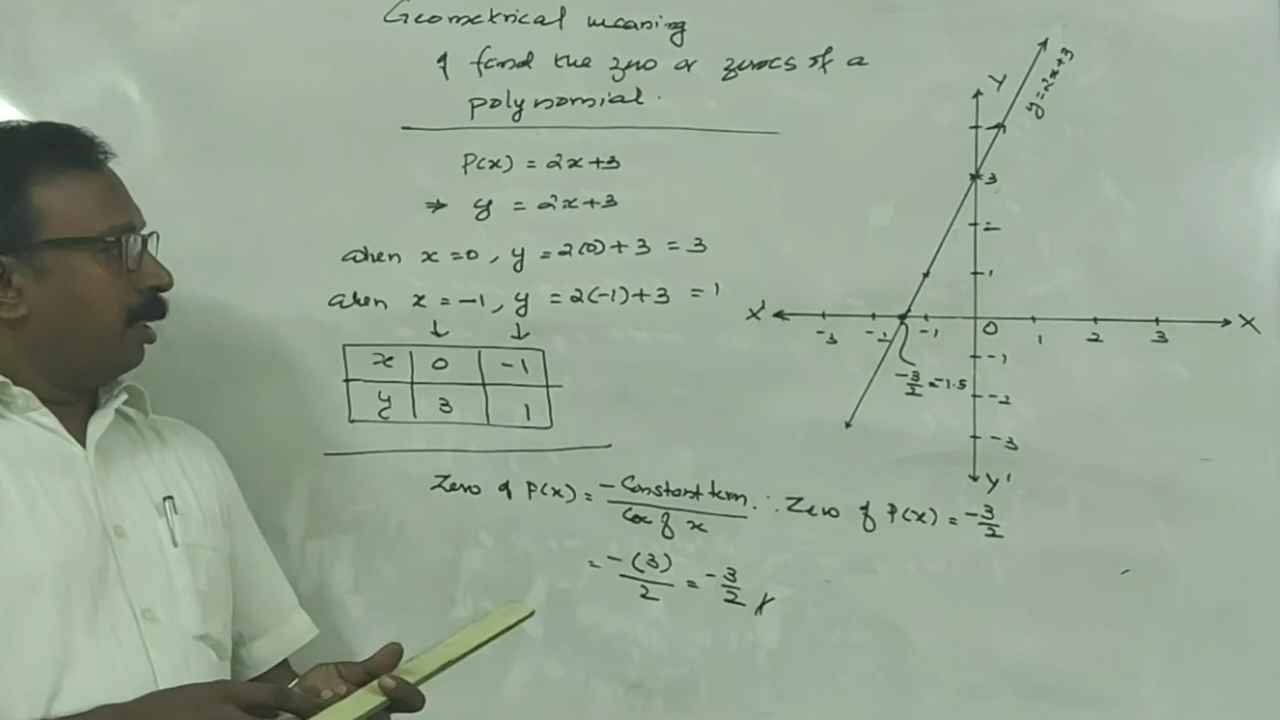 Geometrical meaning
of find the zero or zeroes of a
polynomial.
P(x) = 2x+3
⇒ y = 2x+3
when x = 0, y = 2(0) + 3 = 3
when x = -1, y = 2(-1) + 3 = 1
↓ ↓
x 0 -1
y 3 1
Zero of P(x) = -Constant term / Coe of x
= -(3)/2 = -3/2
∴ Zero of P(x) = -3/2
Y
y = 2x+3
3
2
1
X' -3 -2 -1 0 1 2 3 X
-3/2 = -1.5
-1
-2
-3
Y'